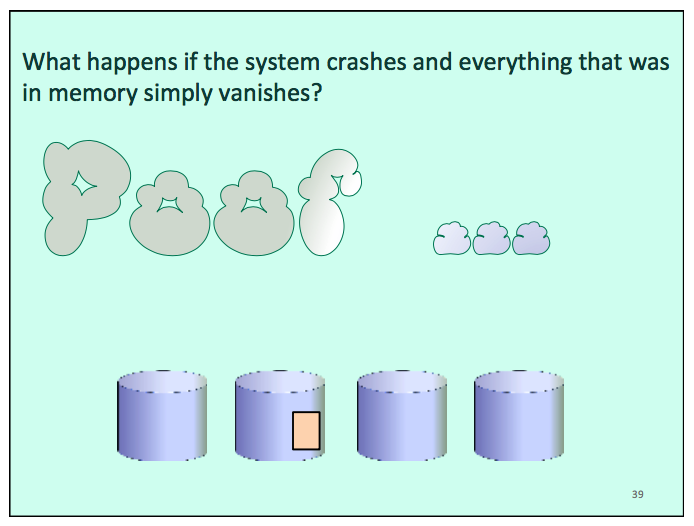 What happens if the system crashes and everything that was
in memory simply vanishes?
Poof ...
39